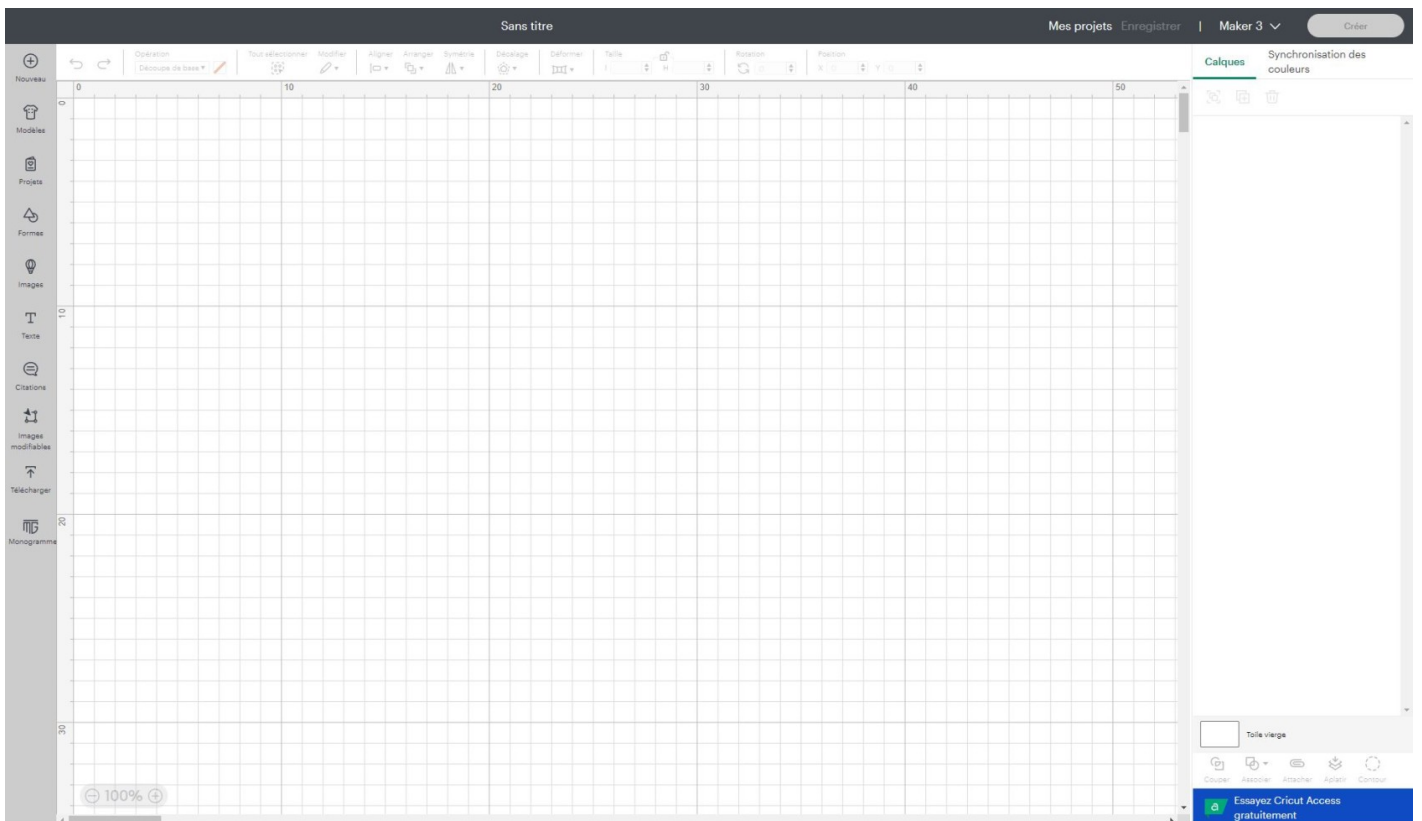 Sans titre
Mes projets Enregistrer | Maker 3 Créer
Nouveau
Modèles
Projets
Formes
Images
Texte
Citations
Images
modifiables
Télécharger
Monogramme
Opération
Découpe de base
Tout sélectionner Modifier Aligner Arranger Symétrie Décalage Déformer Taille Rotation Position
l H X 0 Y 0
0 10 20 30 40 50
0
10
20
30
100%
Calques
Synchronisation des
couleurs
Toile vierge
Couper Associer Attacher Aplatir Contour
a
Essayez Cricut Access
gratuitement